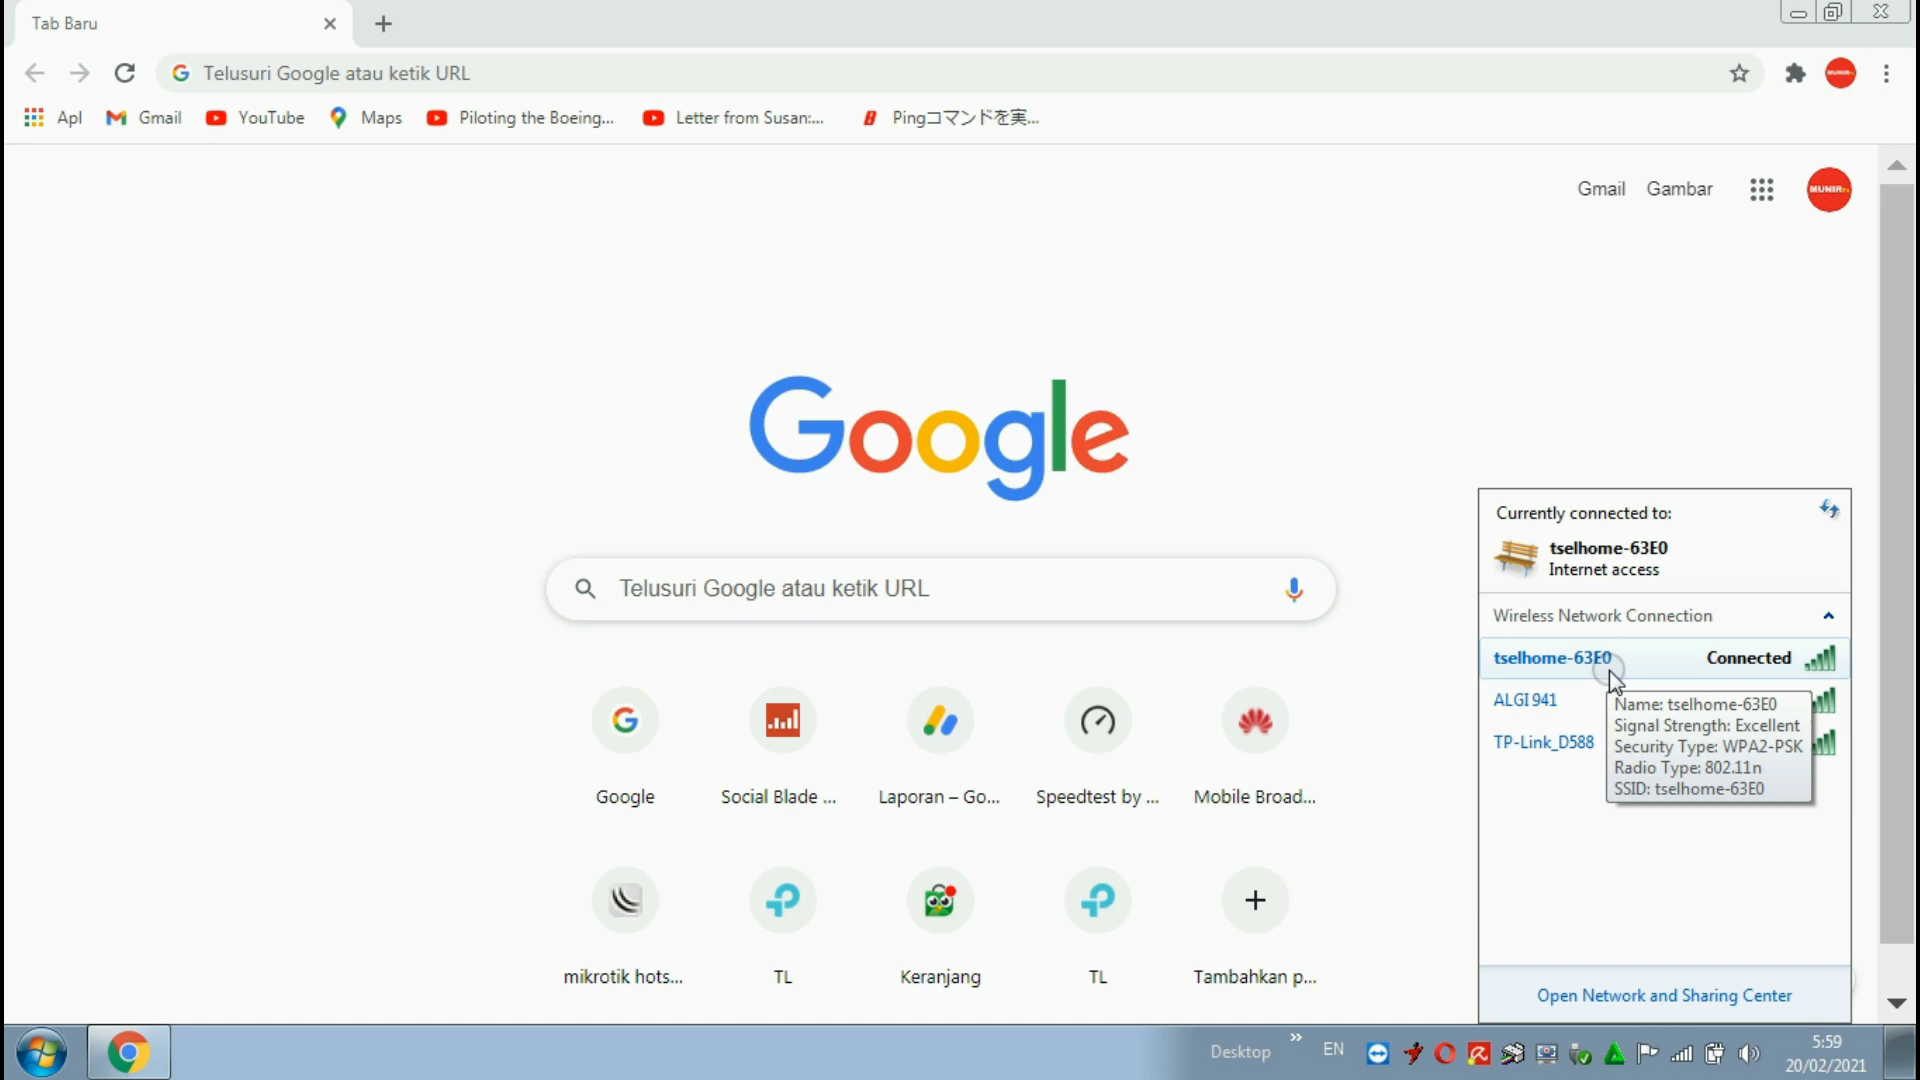 Tab Baru
Telusuri Google atau ketik URL
MUNIR
Apl
Gmail
YouTube
Maps
Piloting the Boeing...
Letter from Susan:...
Pingコマンドを実...
Gmail
Gambar
MUNIR
Google
Telusuri Google atau ketik URL
Google
Social Blade ...
Laporan – Go...
Speedtest by ...
Mobile Broad...
mikrotik hots...
TL
Keranjang
TL
Tambahkan p...
Currently connected to:
tselhome-63E0
Internet access
Wireless Network Connection
tselhome-63E0 Connected
ALGI 941
TP-Link_D588
Name: tselhome-63E0
Signal Strength: Excellent
Security Type: WPA2-PSK
Radio Type: 802.11n
SSID: tselhome-63E0
Open Network and Sharing Center
Desktop
EN
5:59
20/02/2021